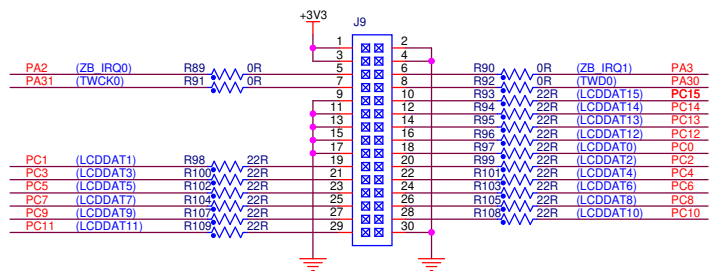 +3V3 J9
1 2
3 4
PA2 (ZB_IRQ0) R89 0R 5 6 R90 0R (ZB_IRQ1) PA3
PA31 (TWCK0) R91 0R 7 8 R92 0R (TWD0) PA30
9 10 R93 22R (LCDDAT15) PC15
11 12 R94 22R (LCDDAT14) PC14
13 14 R95 22R (LCDDAT13) PC13
15 16 R96 22R (LCDDAT12) PC12
17 18 R97 22R (LCDDAT0) PC0
PC1 (LCDDAT1) R98 22R 19 20 R99 22R (LCDDAT2) PC2
PC3 (LCDDAT3) R100 22R 21 22 R101 22R (LCDDAT4) PC4
PC5 (LCDDAT5) R102 22R 23 24 R103 22R (LCDDAT6) PC6
PC7 (LCDDAT7) R104 22R 25 26 R105 22R (LCDDAT8) PC8
PC9 (LCDDAT9) R107 22R 27 28 R108 22R (LCDDAT10) PC10
PC11 (LCDDAT11) R109 22R 29 30